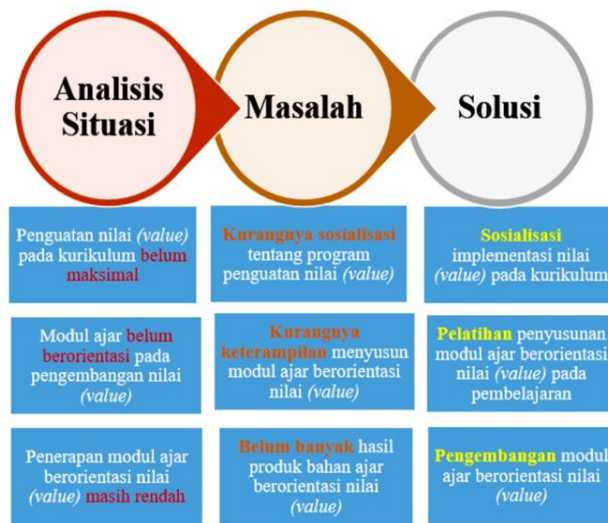 Analisis
Situasi
Masalah
Solusi
Penguatan nilai (value)
pada kurikulum belum
maksimal
Kurangnya sosialisasi
tentang program
penguatan nilai (value)
Sosialisasi
implementasi nilai
(value) pada kurikulum
Modul ajar belum
berorientasi pada
pengembangan nilai
(value)
Kurangnya
keterampilan menyusun
modul ajar berorientasi
nilai (value)
Pelatihan penyusunan
modul ajar berorientasi
nilai (value) pada
pembelajaran
Penerapan modul ajar
berorientasi nilai
(value) masih rendah
Belum banyak hasil
produk bahan ajar
berorientasi nilai
(value)
Pengembangan modul
ajar berorientasi nilai
(value)